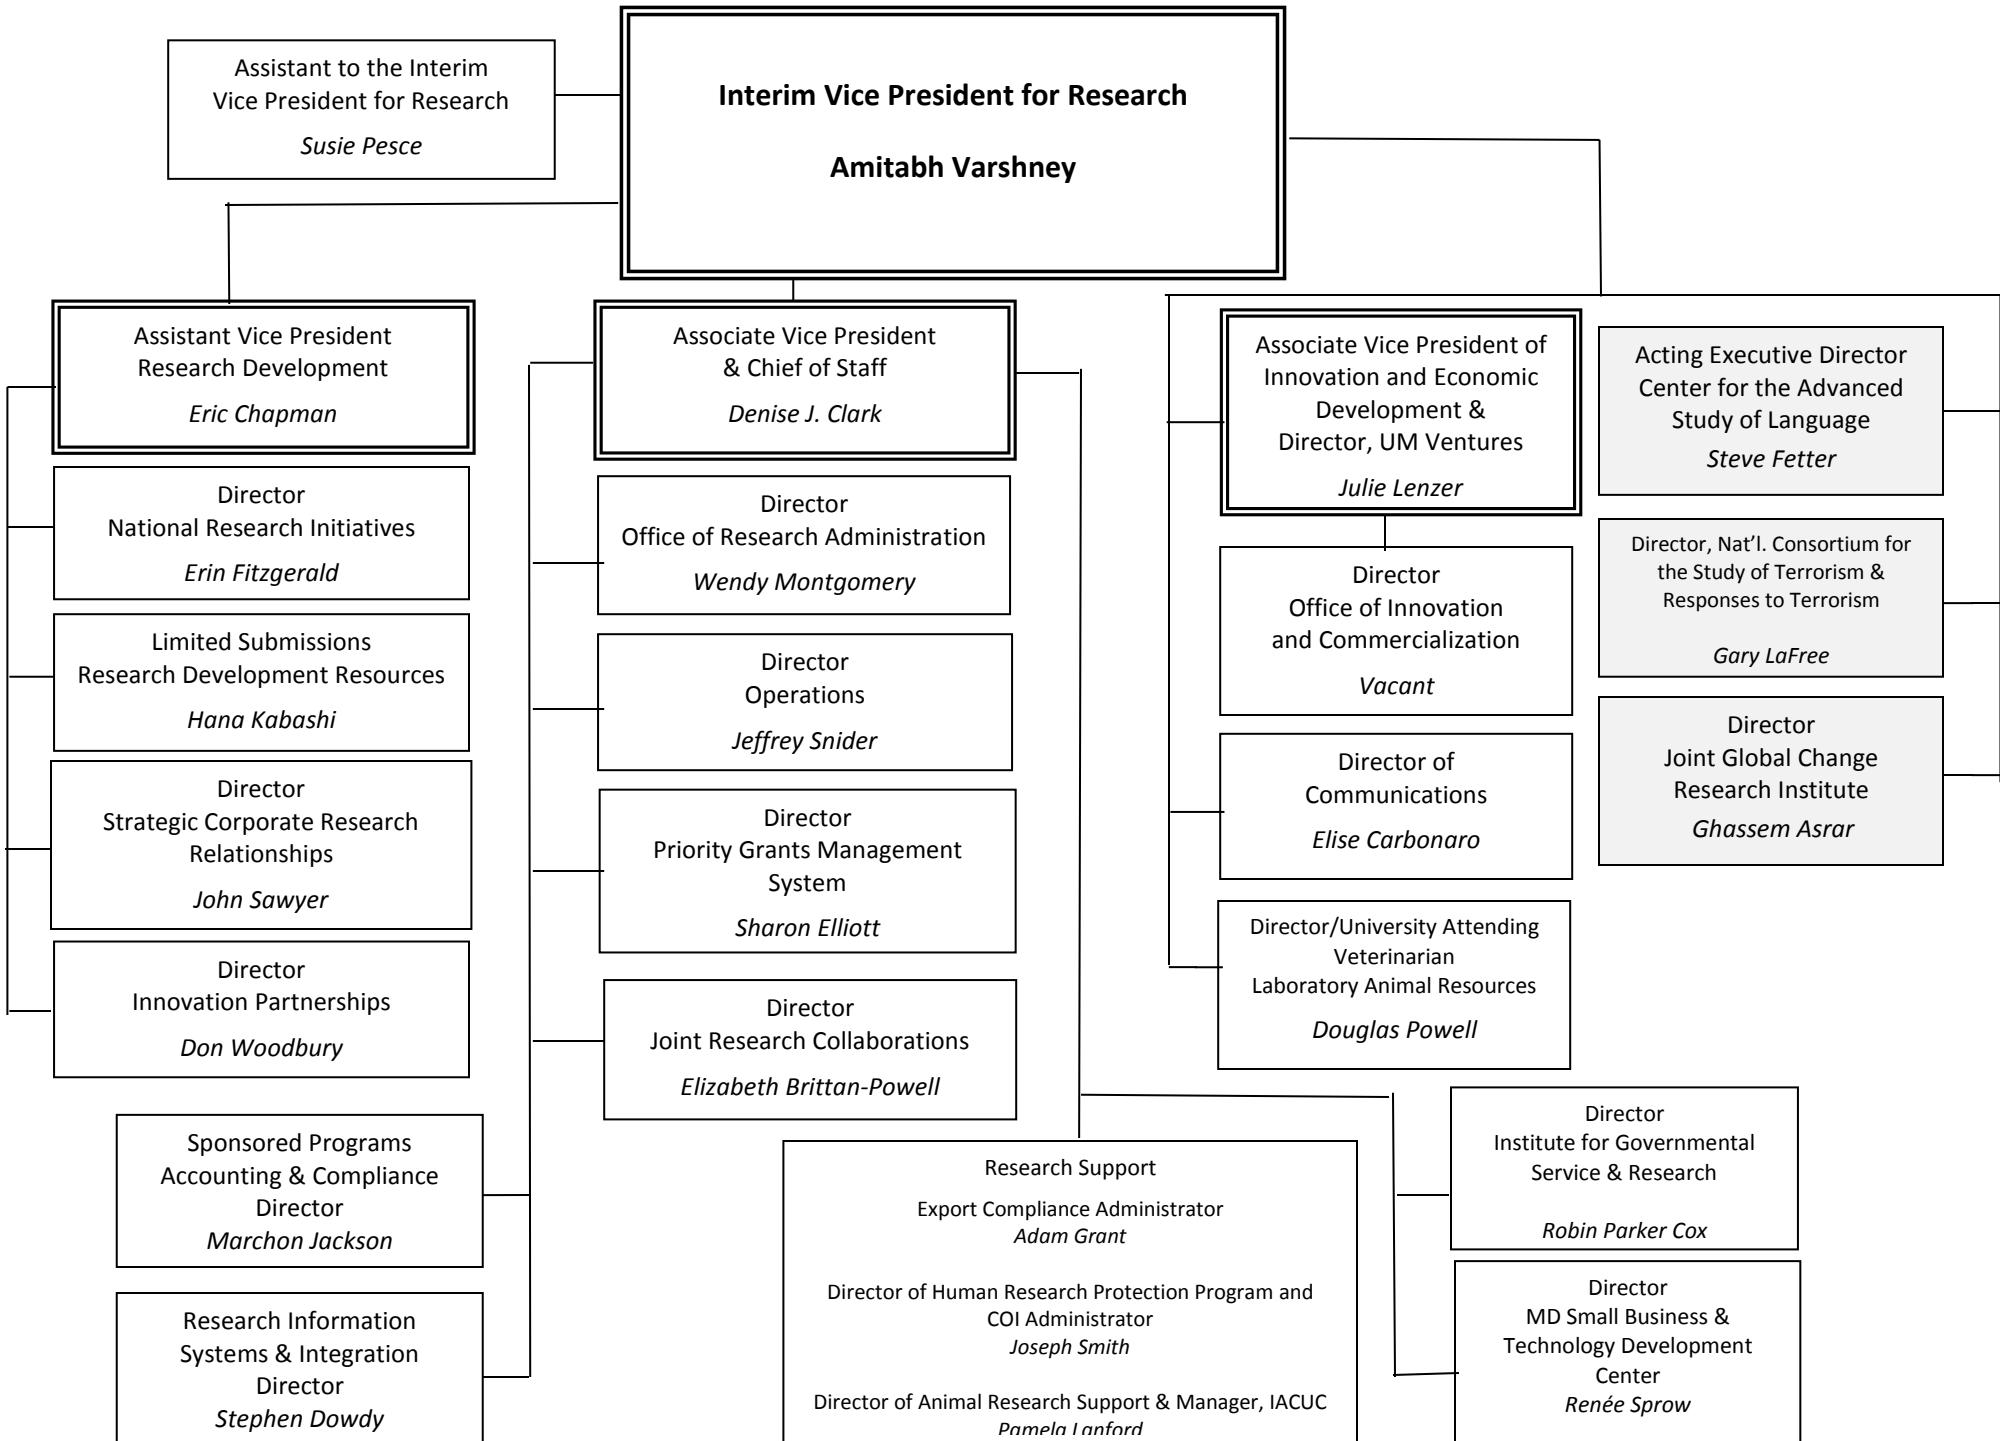 Assistant to the Interim
Vice President for Research
Susie Pesce
Interim Vice President for Research
Amitabh Varshney
Assistant Vice President
Research Development
Eric Chapman
Director
National Research Initiatives
Erin Fitzgerald
Limited Submissions
Research Development Resources
Hana Kabashi
Director
Strategic Corporate Research
Relationships
John Sawyer
Director
Innovation Partnerships
Don Woodbury
Associate Vice President
& Chief of Staff
Denise J. Clark
Director
Office of Research Administration
Wendy Montgomery
Director
Operations
Jeffrey Snider
Director
Priority Grants Management
System
Sharon Elliott
Director
Joint Research Collaborations
Elizabeth Brittan-Powell
Sponsored Programs
Accounting & Compliance
Director
Marchon Jackson
Research Information
Systems & Integration
Director
Stephen Dowdy
Research Support
Export Compliance Administrator
Adam Grant
Director of Human Research Protection Program and
COI Administrator
Joseph Smith
Director of Animal Research Support & Manager, IACUC
Pamela Lanford
Director
Institute for Governmental
Service & Research
Robin Parker Cox
Director
MD Small Business &
Technology Development
Center
Renée Sprow
Associate Vice President of
Innovation and Economic
Development &
Director, UM Ventures
Julie Lenzer
Director
Office of Innovation
and Commercialization
Vacant
Director of
Communications
Elise Carbonaro
Director/University Attending
Veterinarian
Laboratory Animal Resources
Douglas Powell
Acting Executive Director
Center for the Advanced
Study of Language
Steve Fetter
Director, Nat’l. Consortium for
the Study of Terrorism &
Responses to Terrorism
Gary LaFree
Director
Joint Global Change
Research Institute
Ghassem Asrar